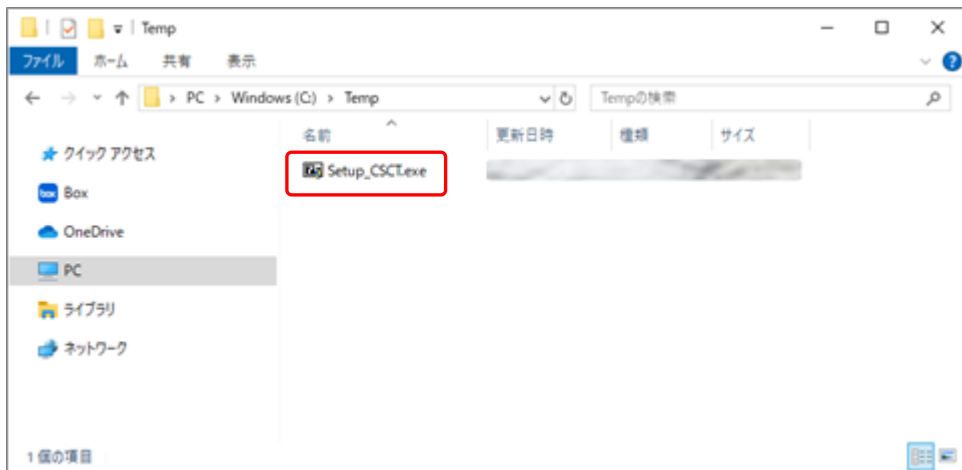 Temp
ファイル ホーム 共有 表示
PC > Windows (C:) > Temp Tempの検索
名前 更新日時 種類 サイズ
クイック アクセス
Setup_CSCT.exe
box Box
OneDrive
PC
ライブラリ
ネットワーク
1 個の項目